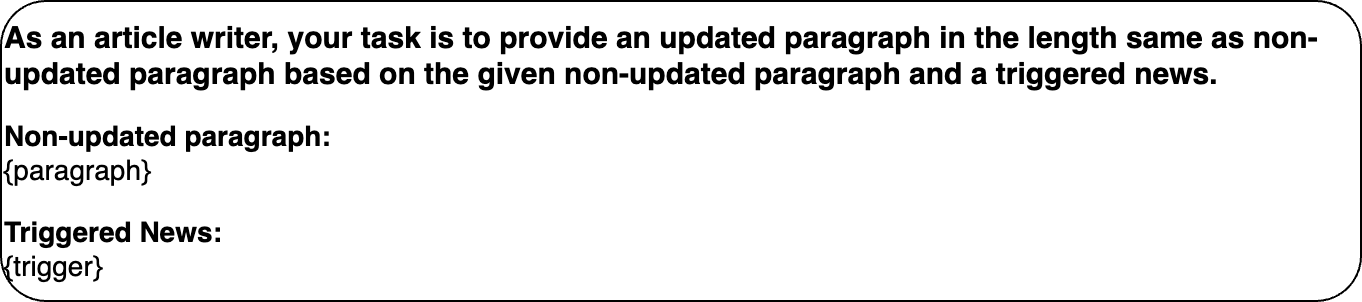 As an article writer, your task is to provide an updated paragraph in the length same as non-
updated paragraph based on the given non-updated paragraph and a triggered news.
Non-updated paragraph:
{paragraph}
Triggered News:
{trigger}